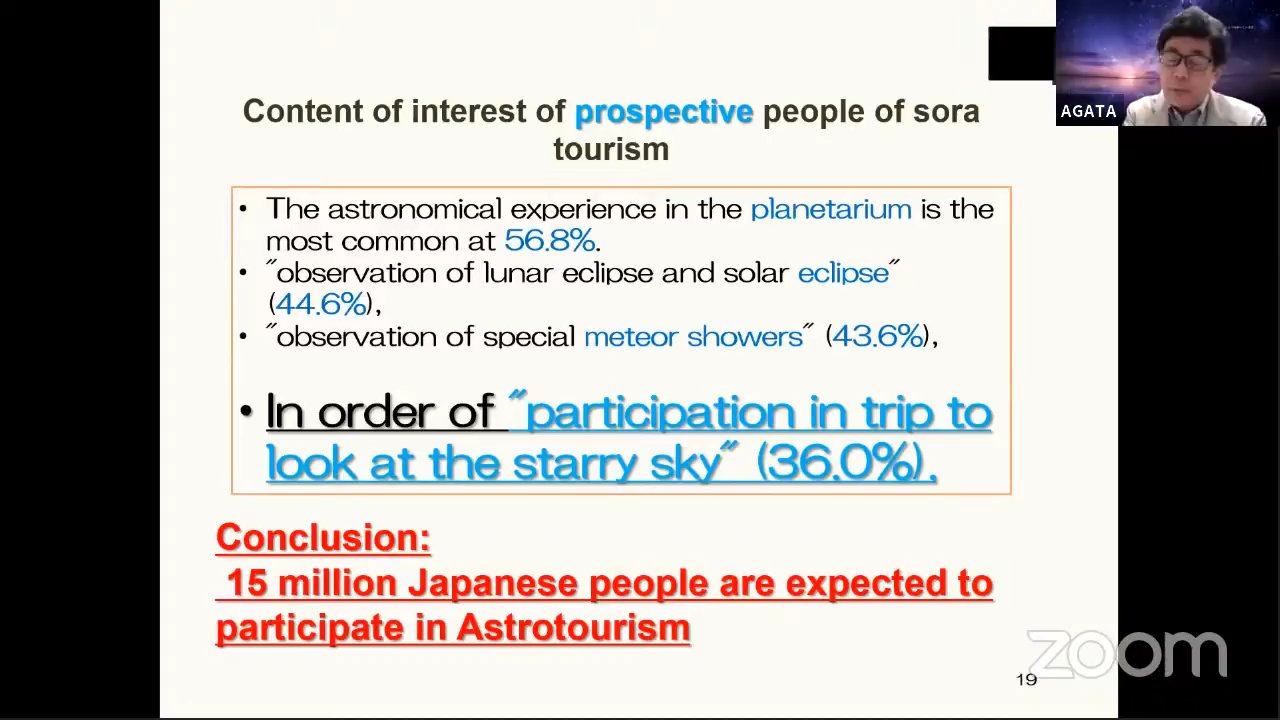 Content of interest of prospective people of sora
tourism
• The astronomical experience in the planetarium is the
most common at 56.8%.
• "observation of lunar eclipse and solar eclipse"
(44.6%),
• "observation of special meteor showers" (43.6%),
• In order of "participation in trip to
look at the starry sky" (36.0%).
Conclusion:
15 million Japanese people are expected to
participate in Astrotourism
19
AGATA
zoom